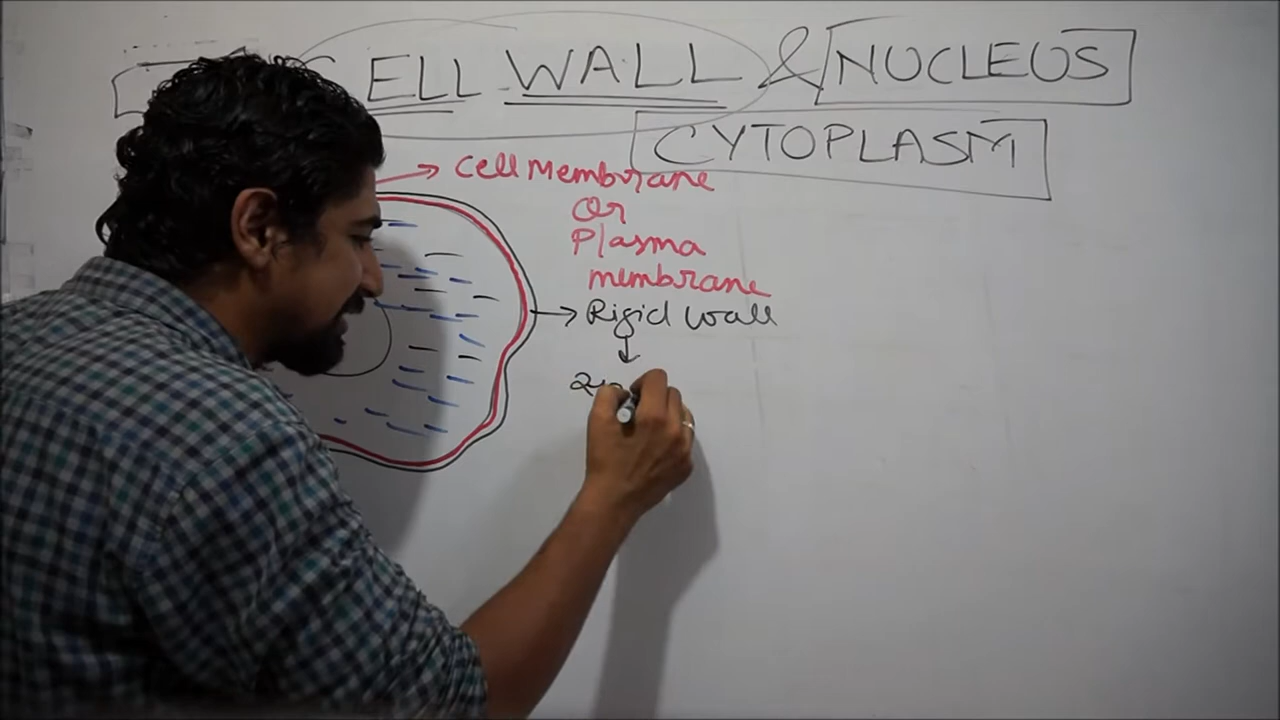 CELL WALL & NUCLEUS
CYTOPLASM
Cell Membrane
Or
Plasma
membrane
Rigid wall